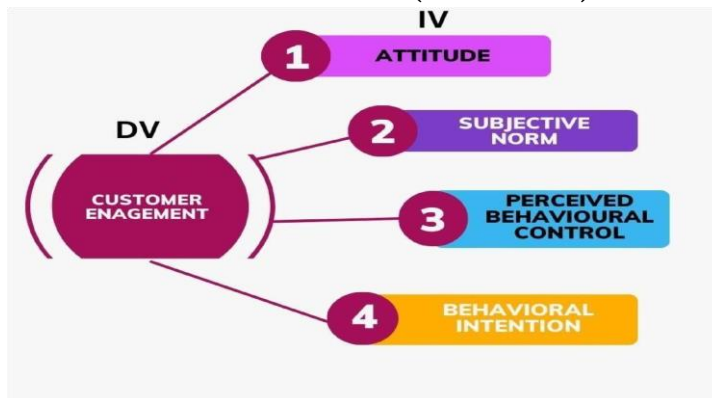 IV
1
ATTITUDE
DV
2
SUBJECTIVE
NORM
CUSTOMER
ENAGEMENT
3
PERCEIVED
BEHAVIOURAL
CONTROL
4
BEHAVIORAL
INTENTION